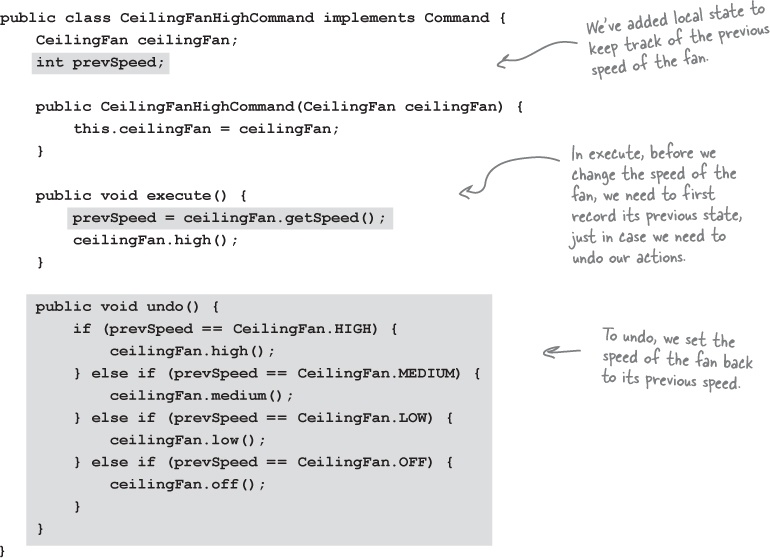 public class CeilingFanHighCommand implements Command {
CeilingFan ceilingFan;
int prevSpeed;
We've added local state to
keep track of the previous
speed of the fan.
public CeilingFanHighCommand(CeilingFan ceilingFan) {
this.ceilingFan = ceilingFan;
}
public void execute() {
prevSpeed = ceilingFan.getSpeed();
ceilingFan.high();
}
In execute, before we
change the speed of the
fan, we need to first
record its previous state,
just in case we need to
undo our actions.
public void undo() {
if (prevSpeed == CeilingFan.HIGH) {
ceilingFan.high();
} else if (prevSpeed == CeilingFan.MEDIUM) {
ceilingFan.medium();
} else if (prevSpeed == CeilingFan.LOW) {
ceilingFan.low();
} else if (prevSpeed == CeilingFan.OFF) {
ceilingFan.off();
}
}
To undo, we set the
speed of the fan back
to its previous speed.
}